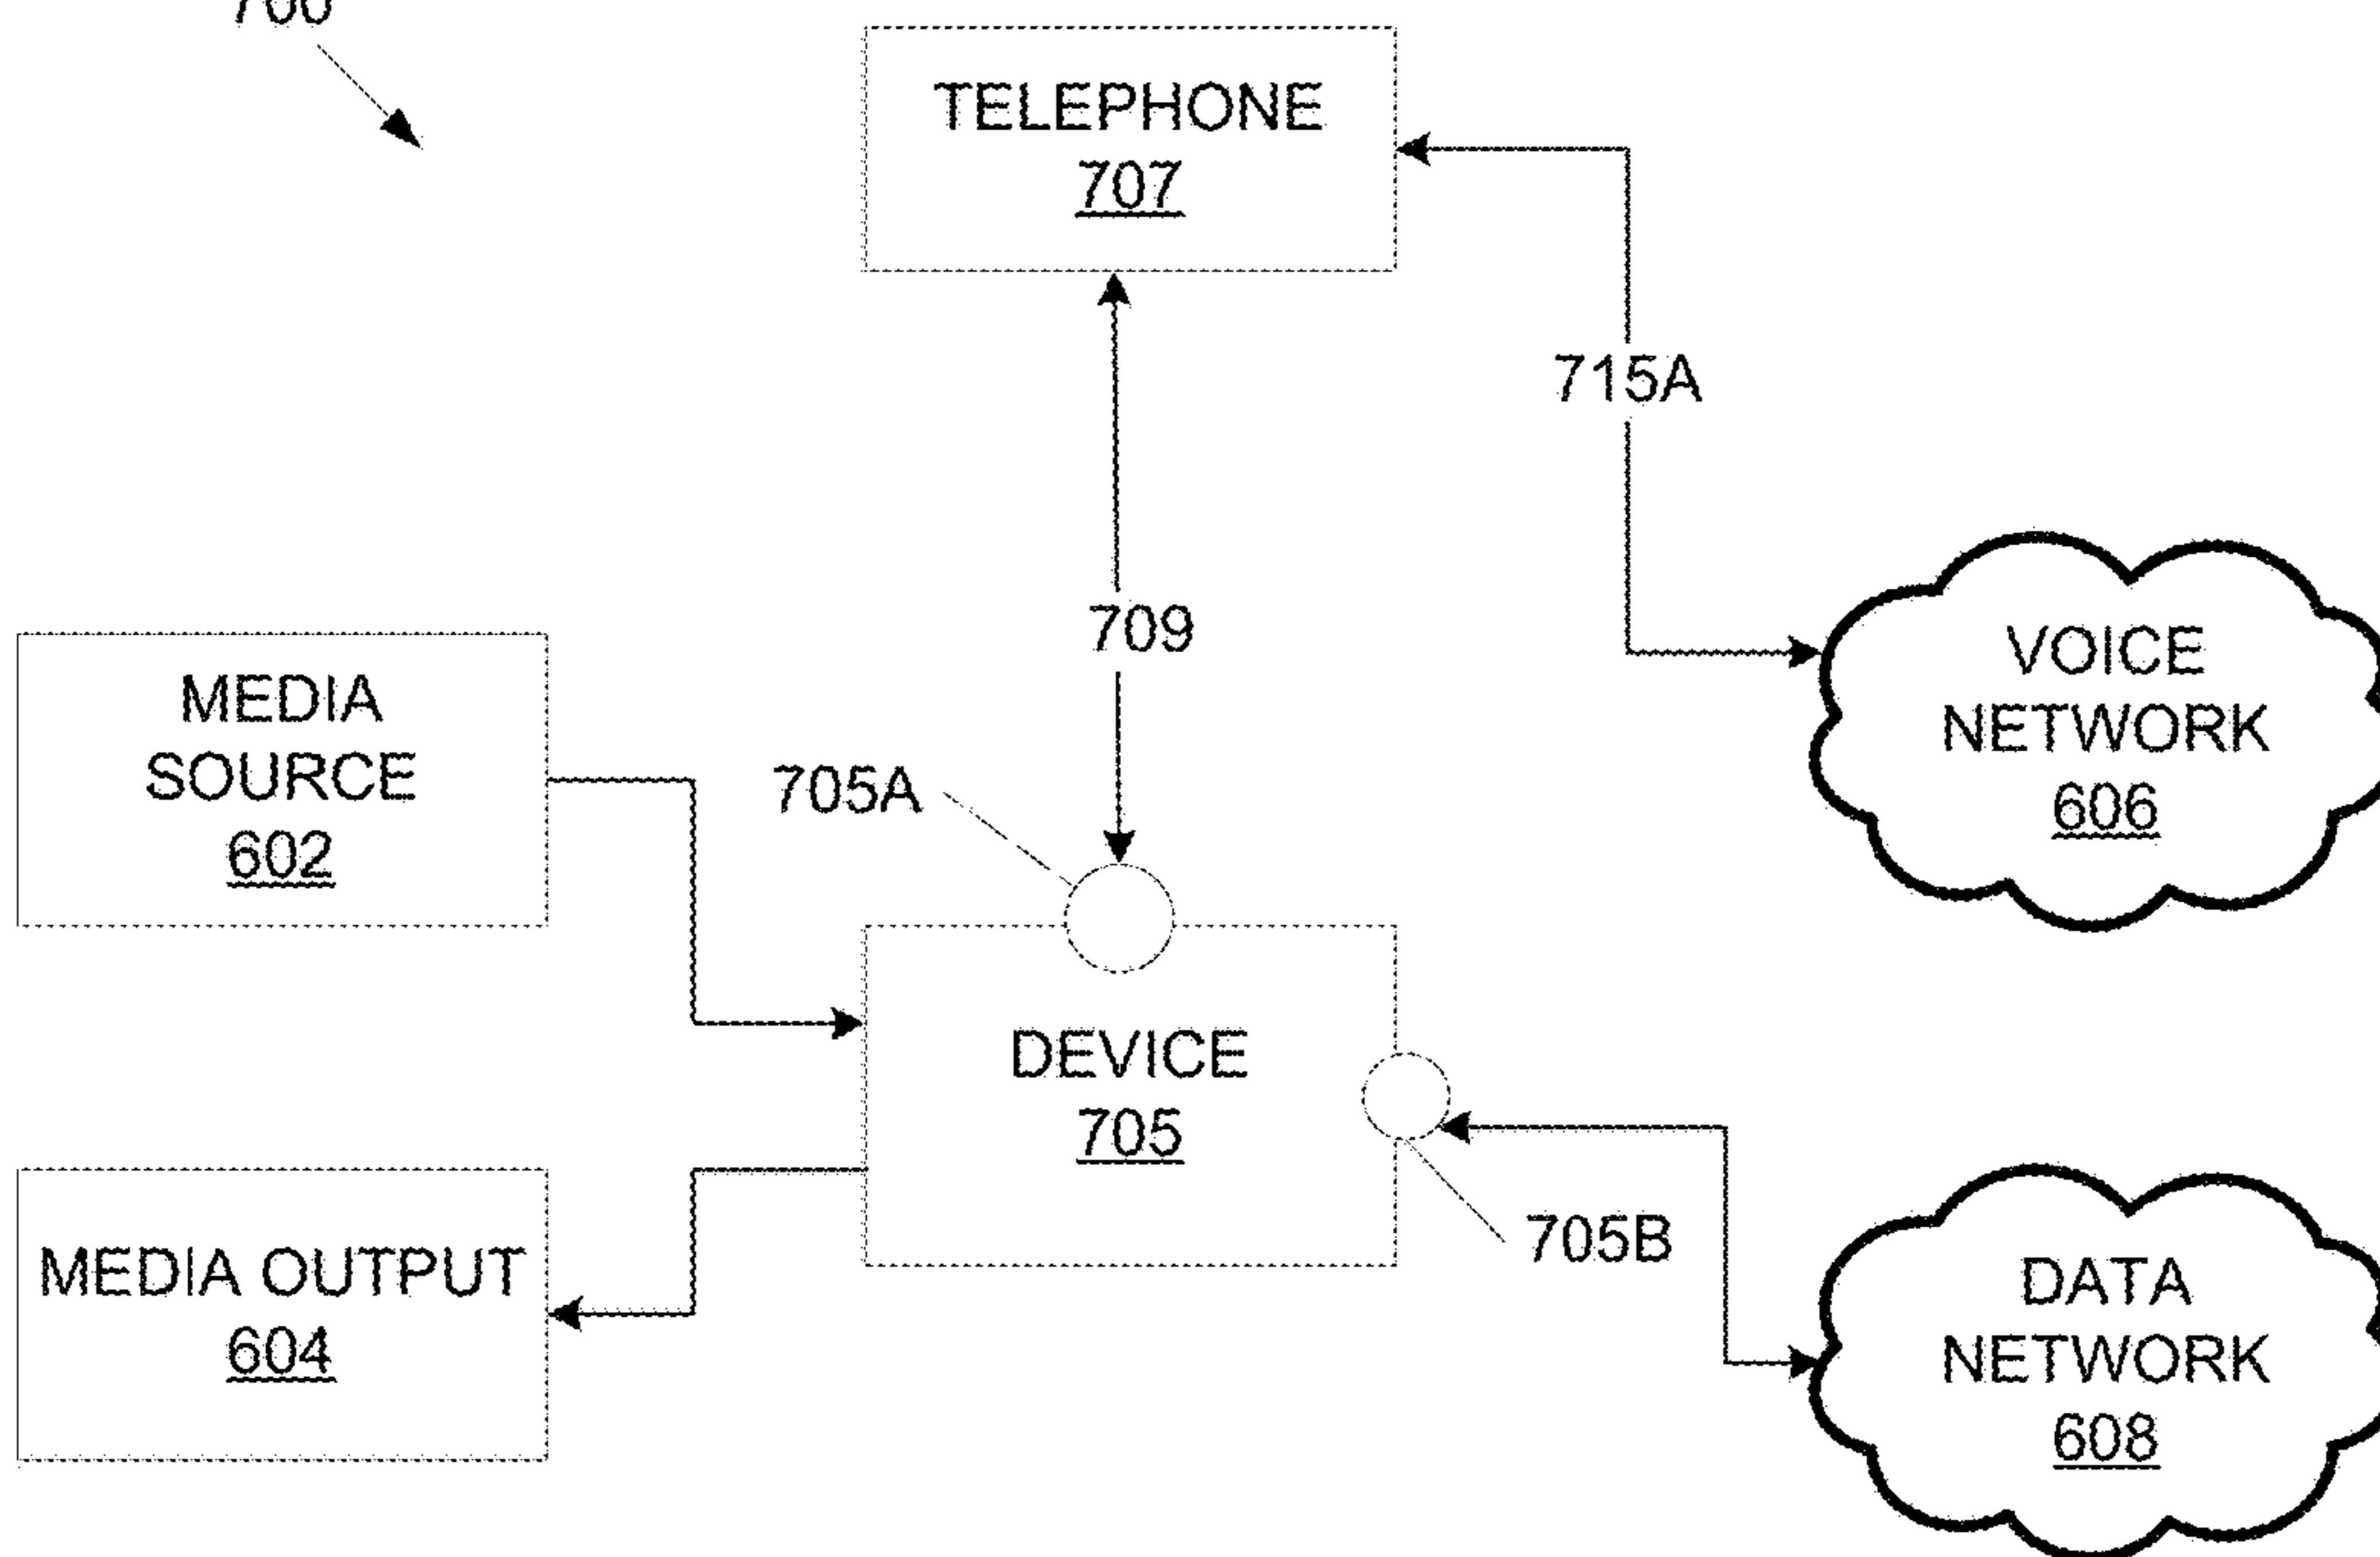 700
TELEPHONE
707
715A
709
VOICE
NETWORK
606
MEDIA
SOURCE
602
705A
DEVICE
705
705B
MEDIA OUTPUT
604
DATA
NETWORK
608